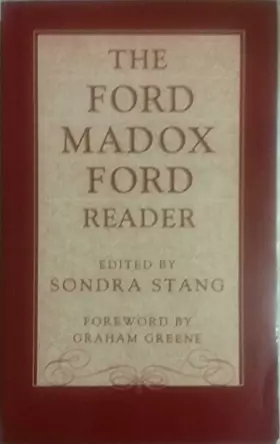 THE
FORD
MADOX
FORD
READER
EDITED BY
SONDRA STANG
FOREWORD BY
GRAHAM GREENE